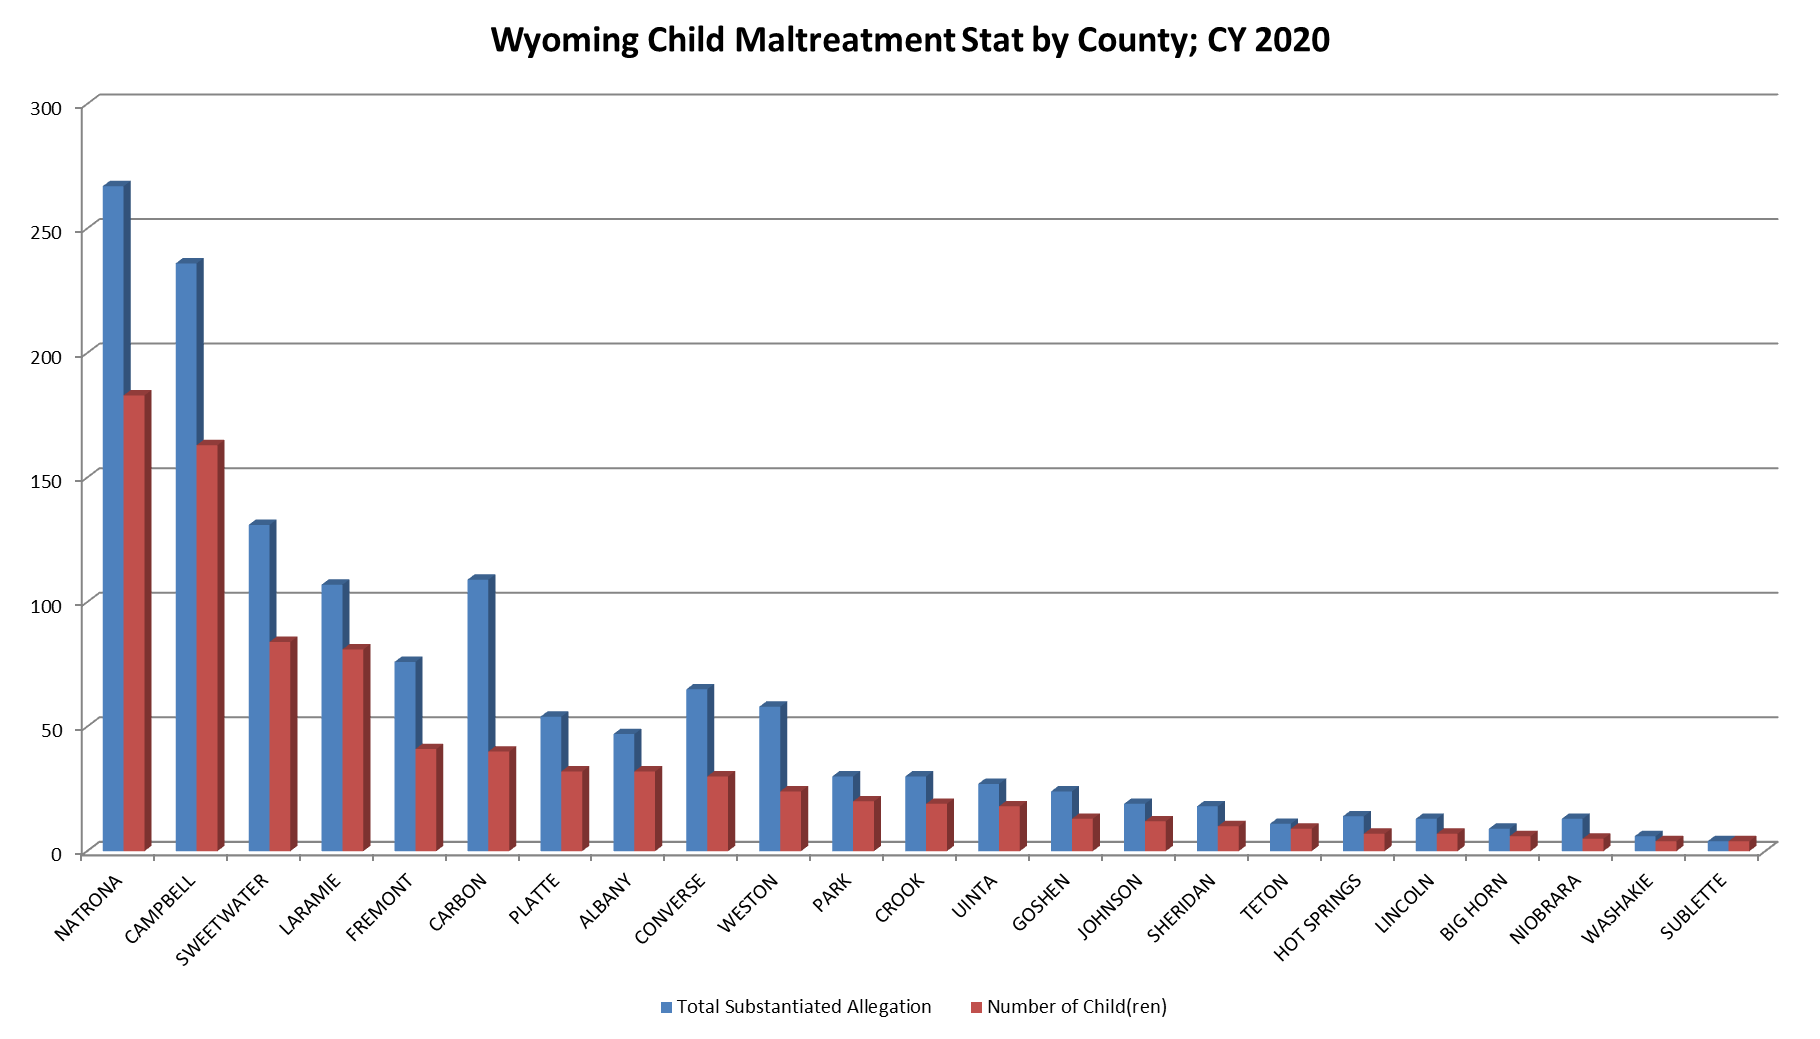 Wyoming Child Maltreatment Stat by County; CY 2020
300
250
200
150
100
50
0
NATRONA
CAMPBELL
SWEETWATER
LARAMIE
FREMONT
CARBON
PLATTE
ALBANY
CONVERSE
WESTON
PARK
CROOK
UINTA
GOSHEN
JOHNSON
SHERIDAN
TETON
HOT SPRINGS
LINCOLN
BIG HORN
NIOBRARA
WASHAKIE
SUBLETTE
Total Substantiated Allegation
Number of Child(ren)